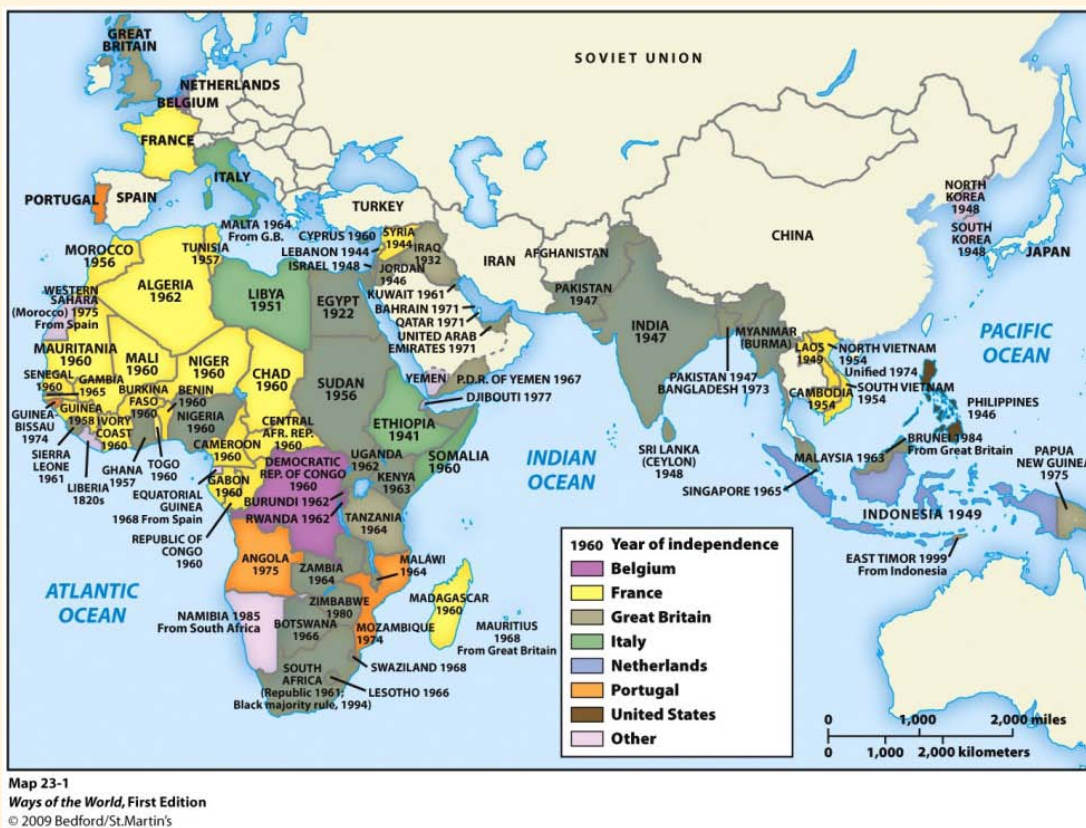 GREAT
BRITAIN
NETHERLANDS
BELGIUM
FRANCE
PORTUGAL
SPAIN
ITALY
SOVIET UNION
TURKEY
MALTA 1964
From G.B.
CYPRUS 1960
LEBANON 1944
ISRAEL 1948
SYRIA
1944
IRAQ
1932
JORDAN
1946
IRAN
AFGHANISTAN
CHINA
NORTH
KOREA
1948
SOUTH
KOREA
1948
JAPAN
MOROCCO
1956
TUNISIA
1957
ALGERIA
1962
LIBYA
1951
EGYPT
1922
KUWAIT 1961
BAHRAIN 1971
QATAR 1971
UNITED ARAB
EMIRATES 1971
PAKISTAN
1947
INDIA
1947
MYANMAR
(BURMA)
LAOS
1949
NORTH VIETNAM
1954
Unified 1974
PACIFIC
OCEAN
WESTERN
SAHARA
(Morocco) 1975
From Spain
MAURITANIA
1960
MALI
1960
NIGER
1960
CHAD
1960
SUDAN
1956
YEMEN
P.D.R. OF YEMEN 1967
DJIBOUTI 1977
PAKISTAN 1947
BANGLADESH 1973
CAMBODIA
1954
SOUTH VIETNAM
1954
PHILIPPINES
1946
SENEGAL
1960
GAMBIA
1965
BURKINA
FASO
1960
BENIN
1960
GUINEA
1958
GUINEA-
BISSAU
1974
IVORY
COAST
1960
NIGERIA
1960
CENTRAL
AFR. REP.
1960
ETHIOPIA
1941
SOMALIA
1960
INDIAN
OCEAN
SRI LANKA
(CEYLON)
1948
MALAYSIA 1963
BRUNEI 1984
From Great Britain
PAPUA
NEW GUINEA
1975
SINGAPORE 1965
INDONESIA 1949
EAST TIMOR 1999
From Indonesia
SIERRA
LEONE
1961
LIBERIA
1820s
GHANA
1957
TOGO
1960
CAMEROON
1960
EQUATORIAL
GUINEA
1968 From Spain
GABON
1960
REPUBLIC OF
CONGO
1960
DEMOCRATIC
REP. OF CONGO
1960
UGANDA
1962
KENYA
1963
BURUNDI 1962
RWANDA 1962
TANZANIA
1964
ATLANTIC
OCEAN
ANGOLA
1975
ZAMBIA
1964
MALAWI
1964
ZIMBABWE
1980
MOZAMBIQUE
1974
MADAGASCAR
1960
MAURITIUS
1968
From Great Britain
NAMIBIA 1985
From South Africa
BOTSWANA
1966
SOUTH
AFRICA
(Republic 1961;
Black majority rule, 1994)
SWAZILAND 1968
LESOTHO 1966
1960 Year of independence
Belgium
France
Great Britain
Italy
Netherlands
Portugal
United States
Other
0 1,000 2,000 miles
0 1,000 2,000 kilometers
Map 23-1
Ways of the World, First Edition
© 2009 Bedford/St.Martin's